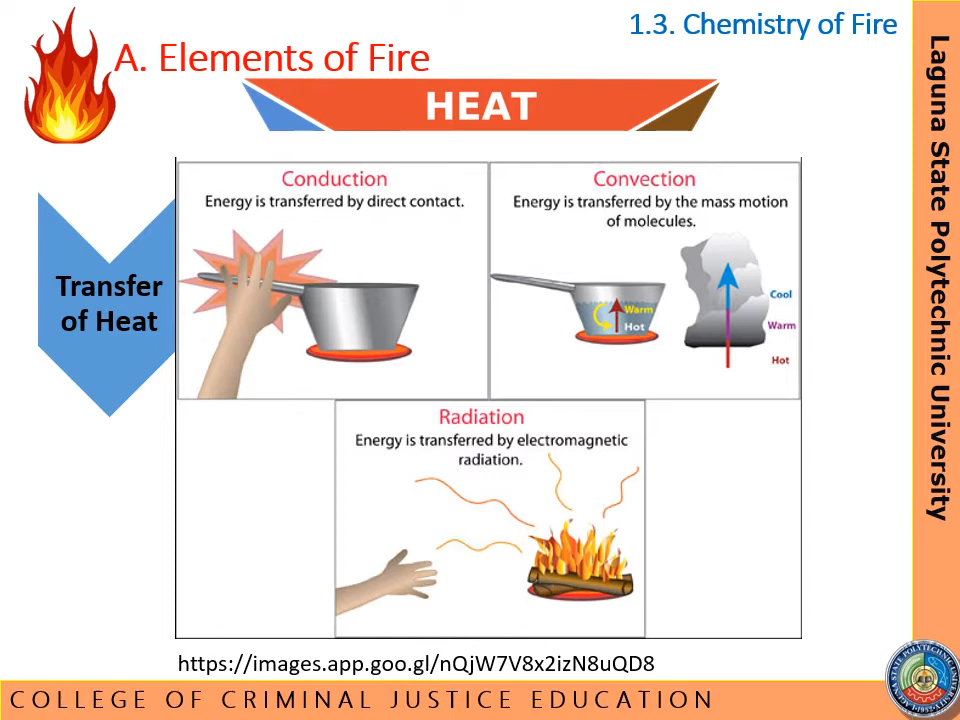 1.3. Chemistry of Fire
A. Elements of Fire
HEAT
Conduction
Energy is transferred by direct contact.
Convection
Energy is transferred by the mass motion
of molecules.
Transfer
of Heat
Warm
Hot
Cool
Warm
Hot
Radiation
Energy is transferred by electromagnetic
radiation.
https://images.app.goo.gl/nQjW7V8x2izN8uQD8
COLLEGE OF CRIMINAL JUSTICE EDUCATION
Laguna State Polytechnic University